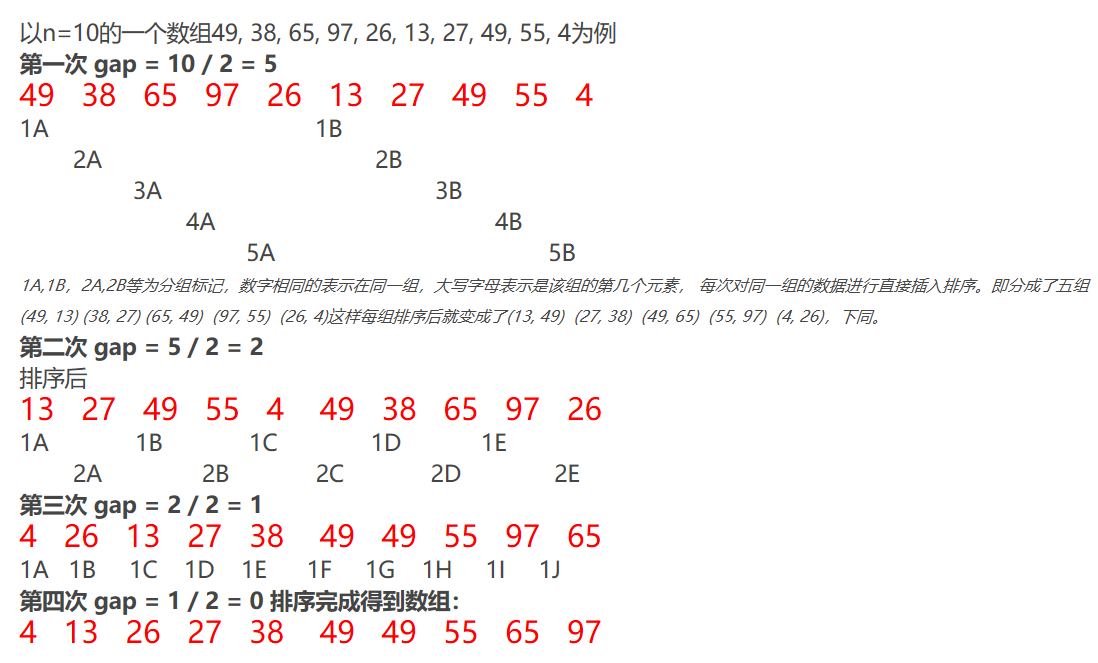 以n=10的一个数组49, 38, 65, 97, 26, 13, 27, 49, 55, 4为例
第一次 gap = 10 / 2 = 5
49 38 65 97 26 13 27 49 55 4
1A 1B
2A 2B
3A 3B
4A 4B
5A 5B
1A,1B，2A,2B等为分组标记，数字相同的表示在同一组，大写字母表示是该组的第几个元素， 每次对同一组的数据进行直接插入排序。即分成了五组
(49, 13) (38, 27) (65, 49) (97, 55) (26, 4)这样每组排序后就变成了(13, 49) (27, 38) (49, 65) (55, 97) (4, 26)，下同。
第二次 gap = 5 / 2 = 2
排序后
13 27 49 55 4 49 38 65 97 26
1A 1B 1C 1D 1E
2A 2B 2C 2D 2E
第三次 gap = 2 / 2 = 1
4 26 13 27 38 49 49 55 97 65
1A 1B 1C 1D 1E 1F 1G 1H 1I 1J
第四次 gap = 1 / 2 = 0 排序完成得到数组：
4 13 26 27 38 49 49 55 65 97